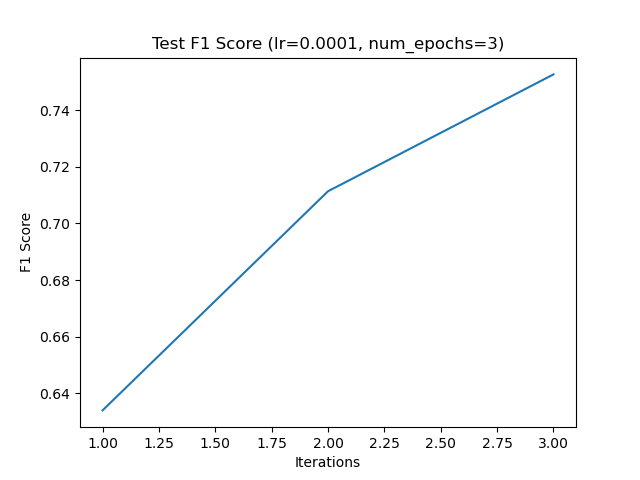 Test F1 Score (lr=0.0001, num_epochs=3)
F1 Score
0.74
0.72
0.70
0.68
0.66
0.64
1.00 1.25 1.50 1.75 2.00 2.25 2.50 2.75 3.00
Iterations